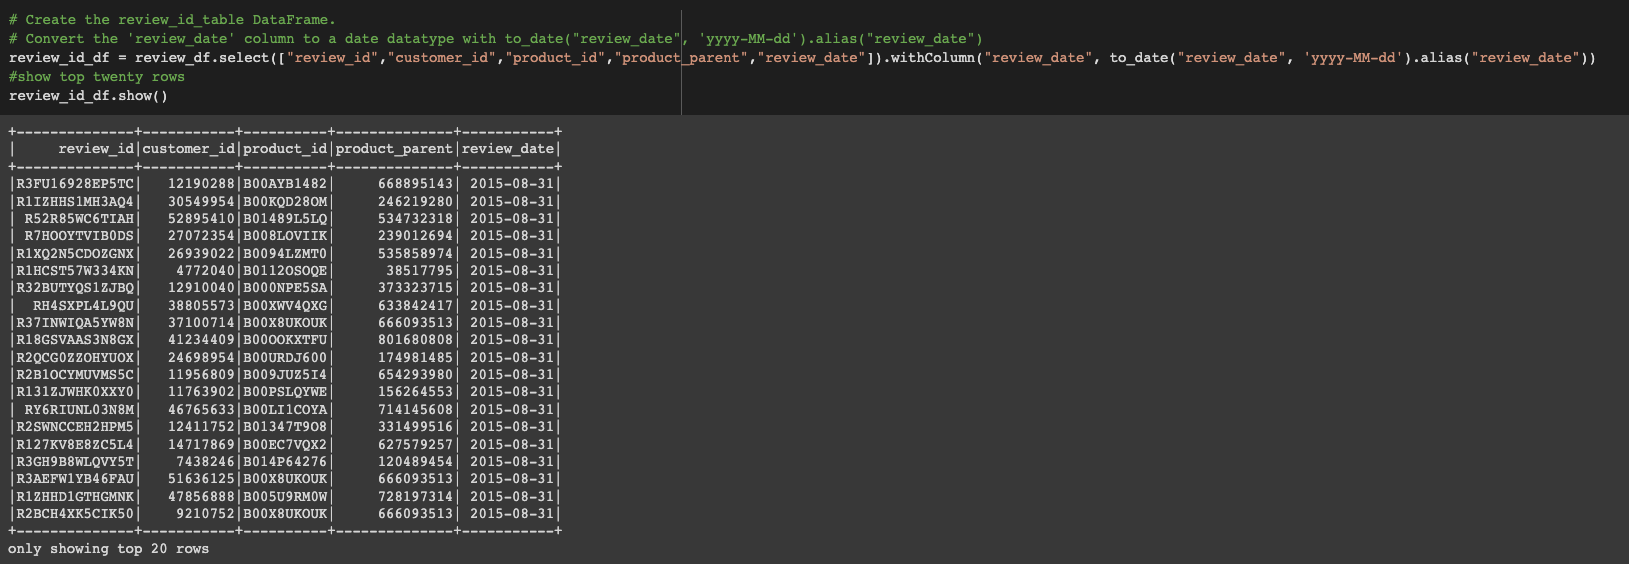 # Create the review_id_table DataFrame.
# Convert the 'review_date' column to a date datatype with to_date("review_date", 'yyyy-MM-dd').alias("review_date")
review_id_df = review_df.select(["review_id","customer_id","product_id","product_parent","review_date"]).withColumn("review_date", to_date("review_date", 'yyyy-MM-dd').alias("review_date"))
#show top twenty rows
review_id_df.show()
+--------------+-----------+----------+--------------+-----------+
|     review_id|customer_id|product_id|product_parent|review_date|
+--------------+-----------+----------+--------------+-----------+
|R3FU16928EP5TC|   12190288|B00AYB1482|     668895143| 2015-08-31|
|R1IZHHS1MH3AQ4|   30549954|B00KQD28OM|     246219280| 2015-08-31|
| R52R85WC6TIAH|   52895410|B01489L5LQ|     534732318| 2015-08-31|
| R7HOOYTVIB0DS|   27072354|B008LOVIIK|     239012694| 2015-08-31|
|R1XQ2N5CDOZGNX|   26939022|B0094LZMT0|     535858974| 2015-08-31|
|R1HCST57W334KN|    4772040|B0112OSOQE|      38517795| 2015-08-31|
|R32BUTYQS1ZJBQ|   12910040|B000NPE5SA|     373323715| 2015-08-31|
|  RH4SXPL4L9QU|   38805573|B00XWV4QXG|     633842417| 2015-08-31|
|R37INWIQA5YW8N|   37100714|B00X8UKOUK|     666093513| 2015-08-31|
|R18GSVAAS3N8GX|   41234409|B00OOKXTFU|     801680808| 2015-08-31|
|R2QCG0ZZOHYUOX|   24698954|B00URDJ600|     174981485| 2015-08-31|
|R2B1OCYMUVMS5C|   11956809|B009JUZ5I4|     654293980| 2015-08-31|
|R131ZJWHK0XXY0|   11763902|B00PSLQYWE|     156264553| 2015-08-31|
| RY6RIUNL03N8M|   46765633|B00LI1COYA|     714145608| 2015-08-31|
|R2SWNCCEH2HPM5|   12411752|B01347T9O8|     331499516| 2015-08-31|
|R127KV8E8ZC5L4|   14717869|B00EC7VQX2|     627579257| 2015-08-31|
|R3GH9B8WLQVY5T|    7438246|B014P64276|     120489454| 2015-08-31|
|R3AEFW1YB46FAU|   51636125|B00X8UKOUK|     666093513| 2015-08-31|
|R1ZHHD1GTHGMNK|   47856888|B005U9RM0W|     728197314| 2015-08-31|
|R2BCH4XK5CIK50|    9210752|B00X8UKOUK|     666093513| 2015-08-31|
+--------------+-----------+----------+--------------+-----------+
only showing top 20 rows